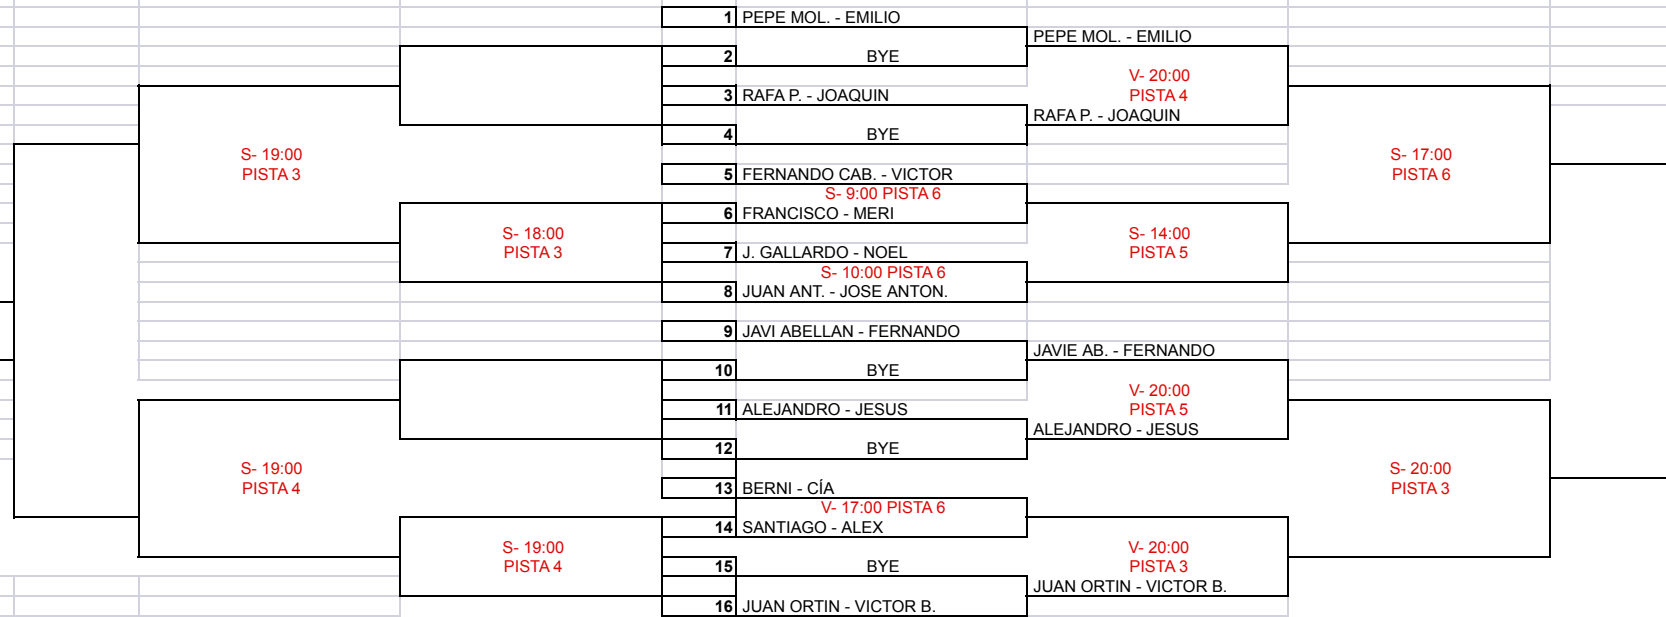 1 PEPE MOL. - EMILIO
PEPE MOL. - EMILIO
2 BYE
V- 20:00
3 RAFA P. - JOAQUIN
PISTA 4
RAFA P. - JOAQUIN
4 BYE
S- 19:00
S- 17:00
PISTA 3
5 FERNANDO CAB. - VICTOR
PISTA 6
S- 9:00 PISTA 6
6 FRANCISCO - MERI
S- 18:00
S- 14:00
PISTA 3
7 J. GALLARDO - NOEL
PISTA 5
S- 10:00 PISTA 6
8 JUAN ANT. - JOSE ANTON.
9 JAVI ABELLAN - FERNANDO
JAVIE AB. - FERNANDO
10 BYE
V- 20:00
11 ALEJANDRO - JESUS
PISTA 5
ALEJANDRO - JESUS
12 BYE
S- 19:00
S- 20:00
PISTA 4
13 BERNI - CÍA
PISTA 3
V- 17:00 PISTA 6
14 SANTIAGO - ALEX
S- 19:00
V- 20:00
PISTA 4
15 BYE
PISTA 3
JUAN ORTIN - VICTOR B.
16 JUAN ORTIN - VICTOR B.